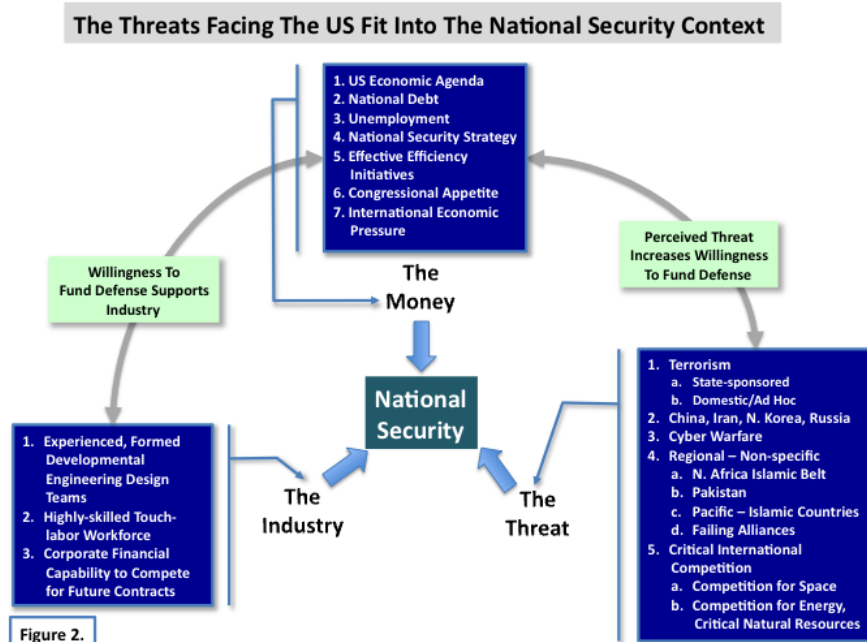 The Threats Facing The US Fit Into The National Security Context
1. US Economic Agenda
2. National Debt
3. Unemployment
4. National Security Strategy
5. Effective Efficiency
Initiatives
6. Congressional Appetite
7. International Economic
Pressure
Willingness To
Fund Defense Supports
Industry
Perceived Threat
Increases Willingness
To Fund Defense
The
Money
National
Security
1. Experienced, Formed
Developmental
Engineering Design
Teams
2. Highly-skilled Touch-
labor Workforce
3. Corporate Financial
Capability to Compete
for Future Contracts
The
Industry
The
Threat
1. Terrorism
a. State-sponsored
b. Domestic/Ad Hoc
2. China, Iran, N. Korea, Russia
3. Cyber Warfare
4. Regional – Non-specific
a. N. Africa Islamic Belt
b. Pakistan
c. Pacific – Islamic Countries
d. Failing Alliances
5. Critical International
Competition
a. Competition for Space
b. Competition for Energy,
Critical Natural Resources
Figure 2.